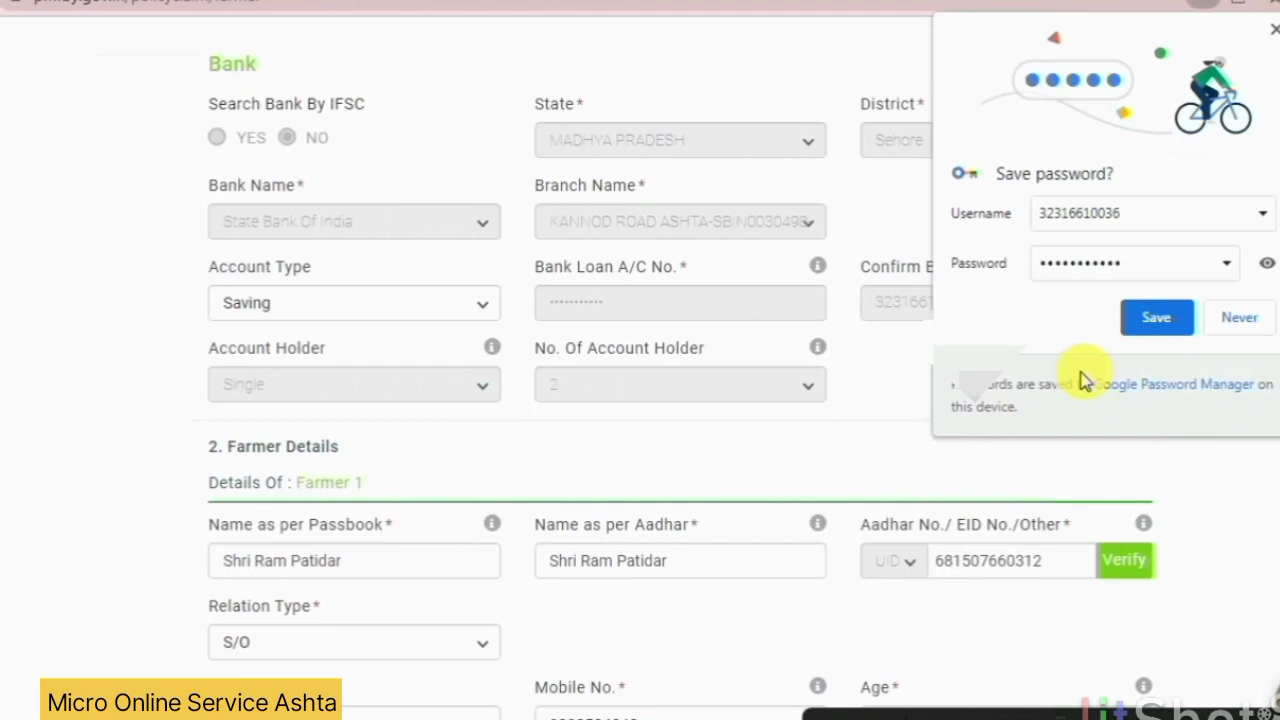 Bank
Search Bank By IFSC
State*
District*
YES NO
MADHYA PRADESH
Sehore
Bank Name*
Branch Name*
State Bank Of India
KANNOD ROAD ASHTA-SBIN0030498
Account Type
Bank Loan A/C No.*
Confirm
Saving
Account Holder
No. Of Account Holder
Single
2
Save password?
Username
32316610036
Password
Save
Never
Google Password Manager on
this device.
2. Farmer Details
Details Of : Farmer 1
Name as per Passbook*
Name as per Aadhar*
Aadhar No./ EID No./Other*
Shri Ram Patidar
Shri Ram Patidar
UID
681507660312
Verify
Relation Type*
S/O
Mobile No.*
Age*
Micro Online Service Ashta